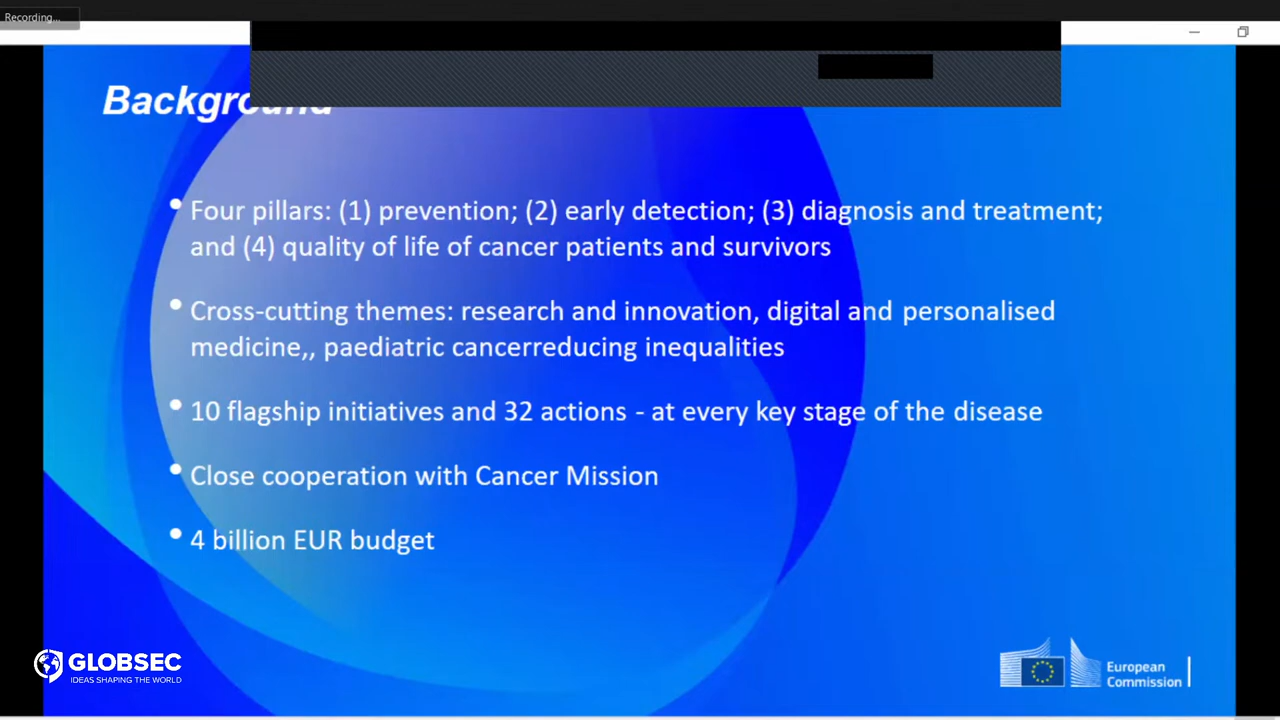 Recording...
Background
• Four pillars: (1) prevention; (2) early detection; (3) diagnosis and treatment;
and (4) quality of life of cancer patients and survivors
• Cross-cutting themes: research and innovation, digital and personalised
medicine,, paediatric cancerreducing inequalities
• 10 flagship initiatives and 32 actions - at every key stage of the disease
• Close cooperation with Cancer Mission
• 4 billion EUR budget
GLOBSEC
IDEAS SHAPING THE WORLD
European
Commission